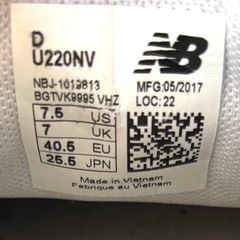 D
U220NV
NBJ-1019813
BGTVK9995 VHZ
7.5 US
7 UK
40.5 EU
25.5 JPN
MFG:05/2017
LOC:22
Made in Vietnam
Fabriqué au Vietnam